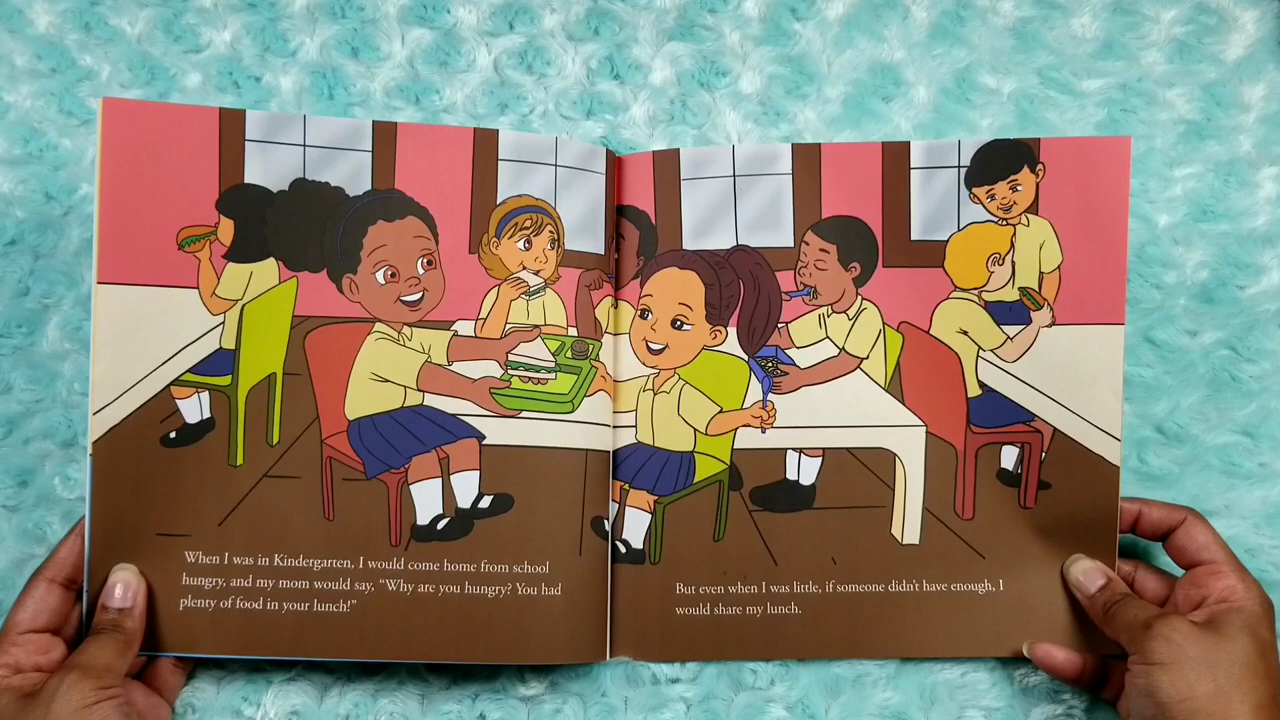 When I was in Kindergarten, I would come home from school
hungry, and my mom would say, “Why are you hungry? You had
plenty of food in your lunch!”
But even when I was little, if someone didn’t have enough, I
would share my lunch.